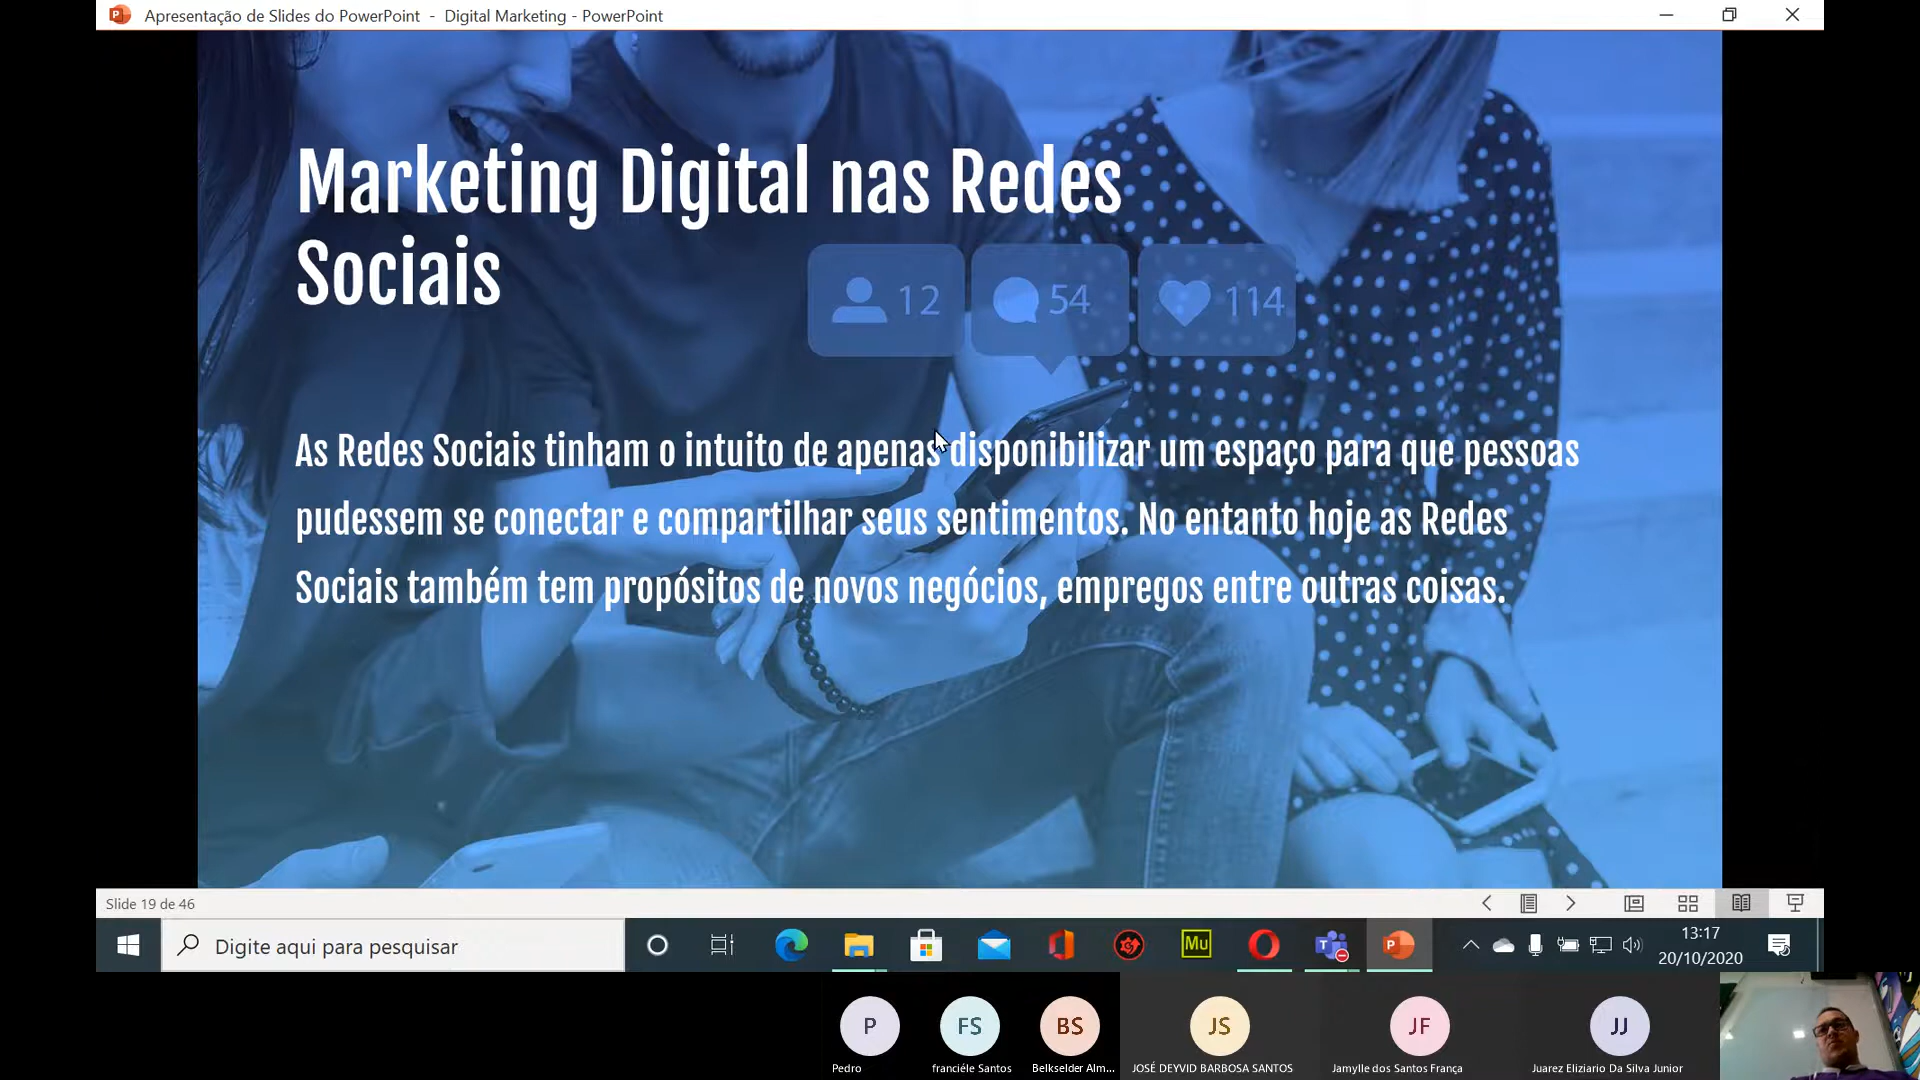 Apresentação de Slides do PowerPoint - Digital Marketing - PowerPoint
Marketing Digital nas Redes
Sociais
12
54
114
As Redes Sociais tinham o intuito de apenas disponibilizar um espaço para que pessoas
pudessem se conectar e compartilhar seus sentimentos. No entanto hoje as Redes
Sociais também tem propósitos de novos negócios, empregos entre outras coisas.
Slide 19 de 46
Digite aqui para pesquisar
Mu
13:17
20/10/2020
P
FS
BS
JS
JF
JJ
Pedro
franciéle Santos
Belkselder Alm...
JOSÉ DEYVID BARBOSA SANTOS
Jamylle dos Santos França
Juarez Eliziario Da Silva Junior